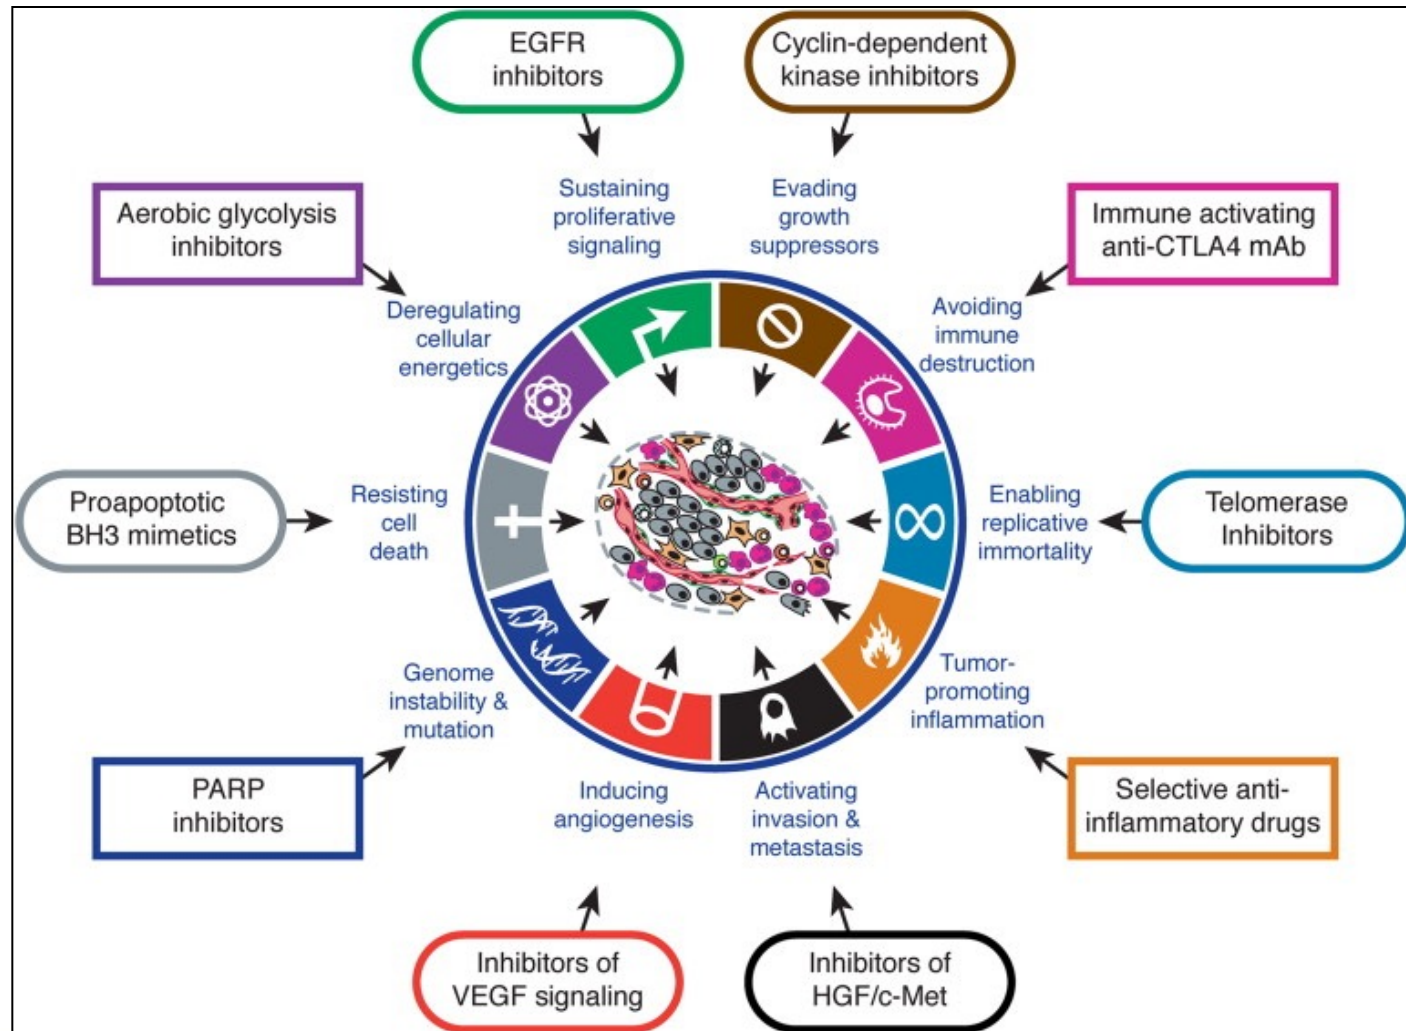 EGFR
inhibitors
Cyclin-dependent
kinase inhibitors
Sustaining
proliferative
signaling
Evading
growth
suppressors
Aerobic glycolysis
inhibitors
Immune activating
anti-CTLA4 mAb
Deregulating
cellular
energetics
Avoiding
immune
destruction
Proapoptotic
BH3 mimetics
Resisting
cell
death
Enabling
replicative
immortality
Telomerase
Inhibitors
Genome
instability &
mutation
Tumor-
promoting
inflammation
PARP
inhibitors
Inducing
angiogenesis
Activating
invasion &
metastasis
Selective anti-
inflammatory drugs
Inhibitors of
VEGF signaling
Inhibitors of
HGF/c-Met